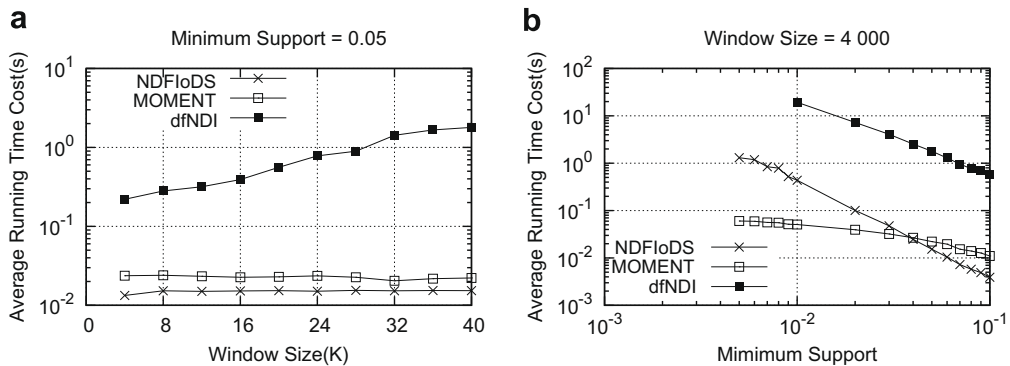 a
Minimum Support = 0.05
Average Running Time Cost(s)
10^1
10^0
10^-1
10^-2
NDFIoDS
MOMENT
dfNDI
0 8 16 24 32 40
Window Size(K)
b
Window Size = 4 000
Average Running Time Cost(s)
10^2
10^1
10^0
10^-1
10^-2
10^-3
NDFIoDS
MOMENT
dfNDI
10^-3 10^-2 10^-1
Mimimum Support